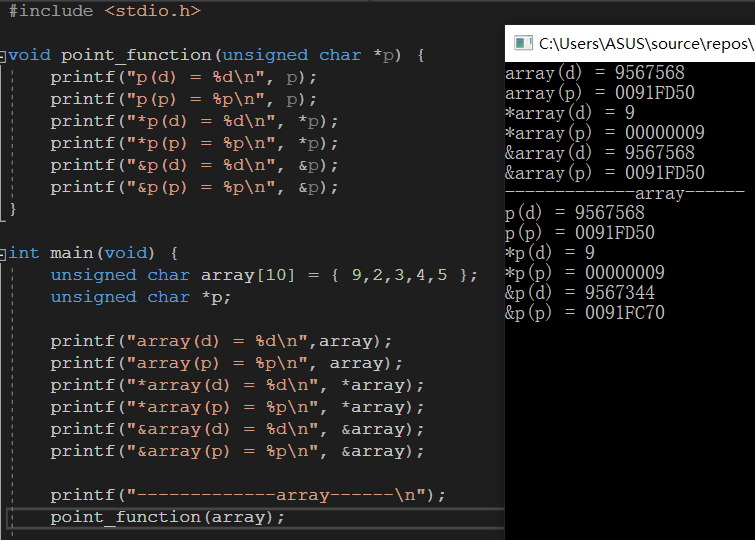 #include <stdio.h>
void point_function(unsigned char *p) {
    printf("p(d) = %d\n", p);
    printf("p(p) = %p\n", p);
    printf("*p(d) = %d\n", *p);
    printf("*p(p) = %p\n", *p);
    printf("&p(d) = %d\n", &p);
    printf("&p(p) = %p\n", &p);
}
int main(void) {
    unsigned char array[10] = { 9,2,3,4,5 };
    unsigned char *p;
    printf("array(d) = %d\n",array);
    printf("array(p) = %p\n", array);
    printf("*array(d) = %d\n", *array);
    printf("*array(p) = %p\n", *array);
    printf("&array(d) = %d\n", &array);
    printf("&array(p) = %p\n", &array);
    printf("-------------array------\n");
    point_function(array);
C:\Users\ASUS\source\repos\
array(d) = 9567568
array(p) = 0091FD50
*array(d) = 9
*array(p) = 00000009
&array(d) = 9567568
&array(p) = 0091FD50
-------------array------
p(d) = 9567568
p(p) = 0091FD50
*p(d) = 9
*p(p) = 00000009
&p(d) = 9567344
&p(p) = 0091FC70